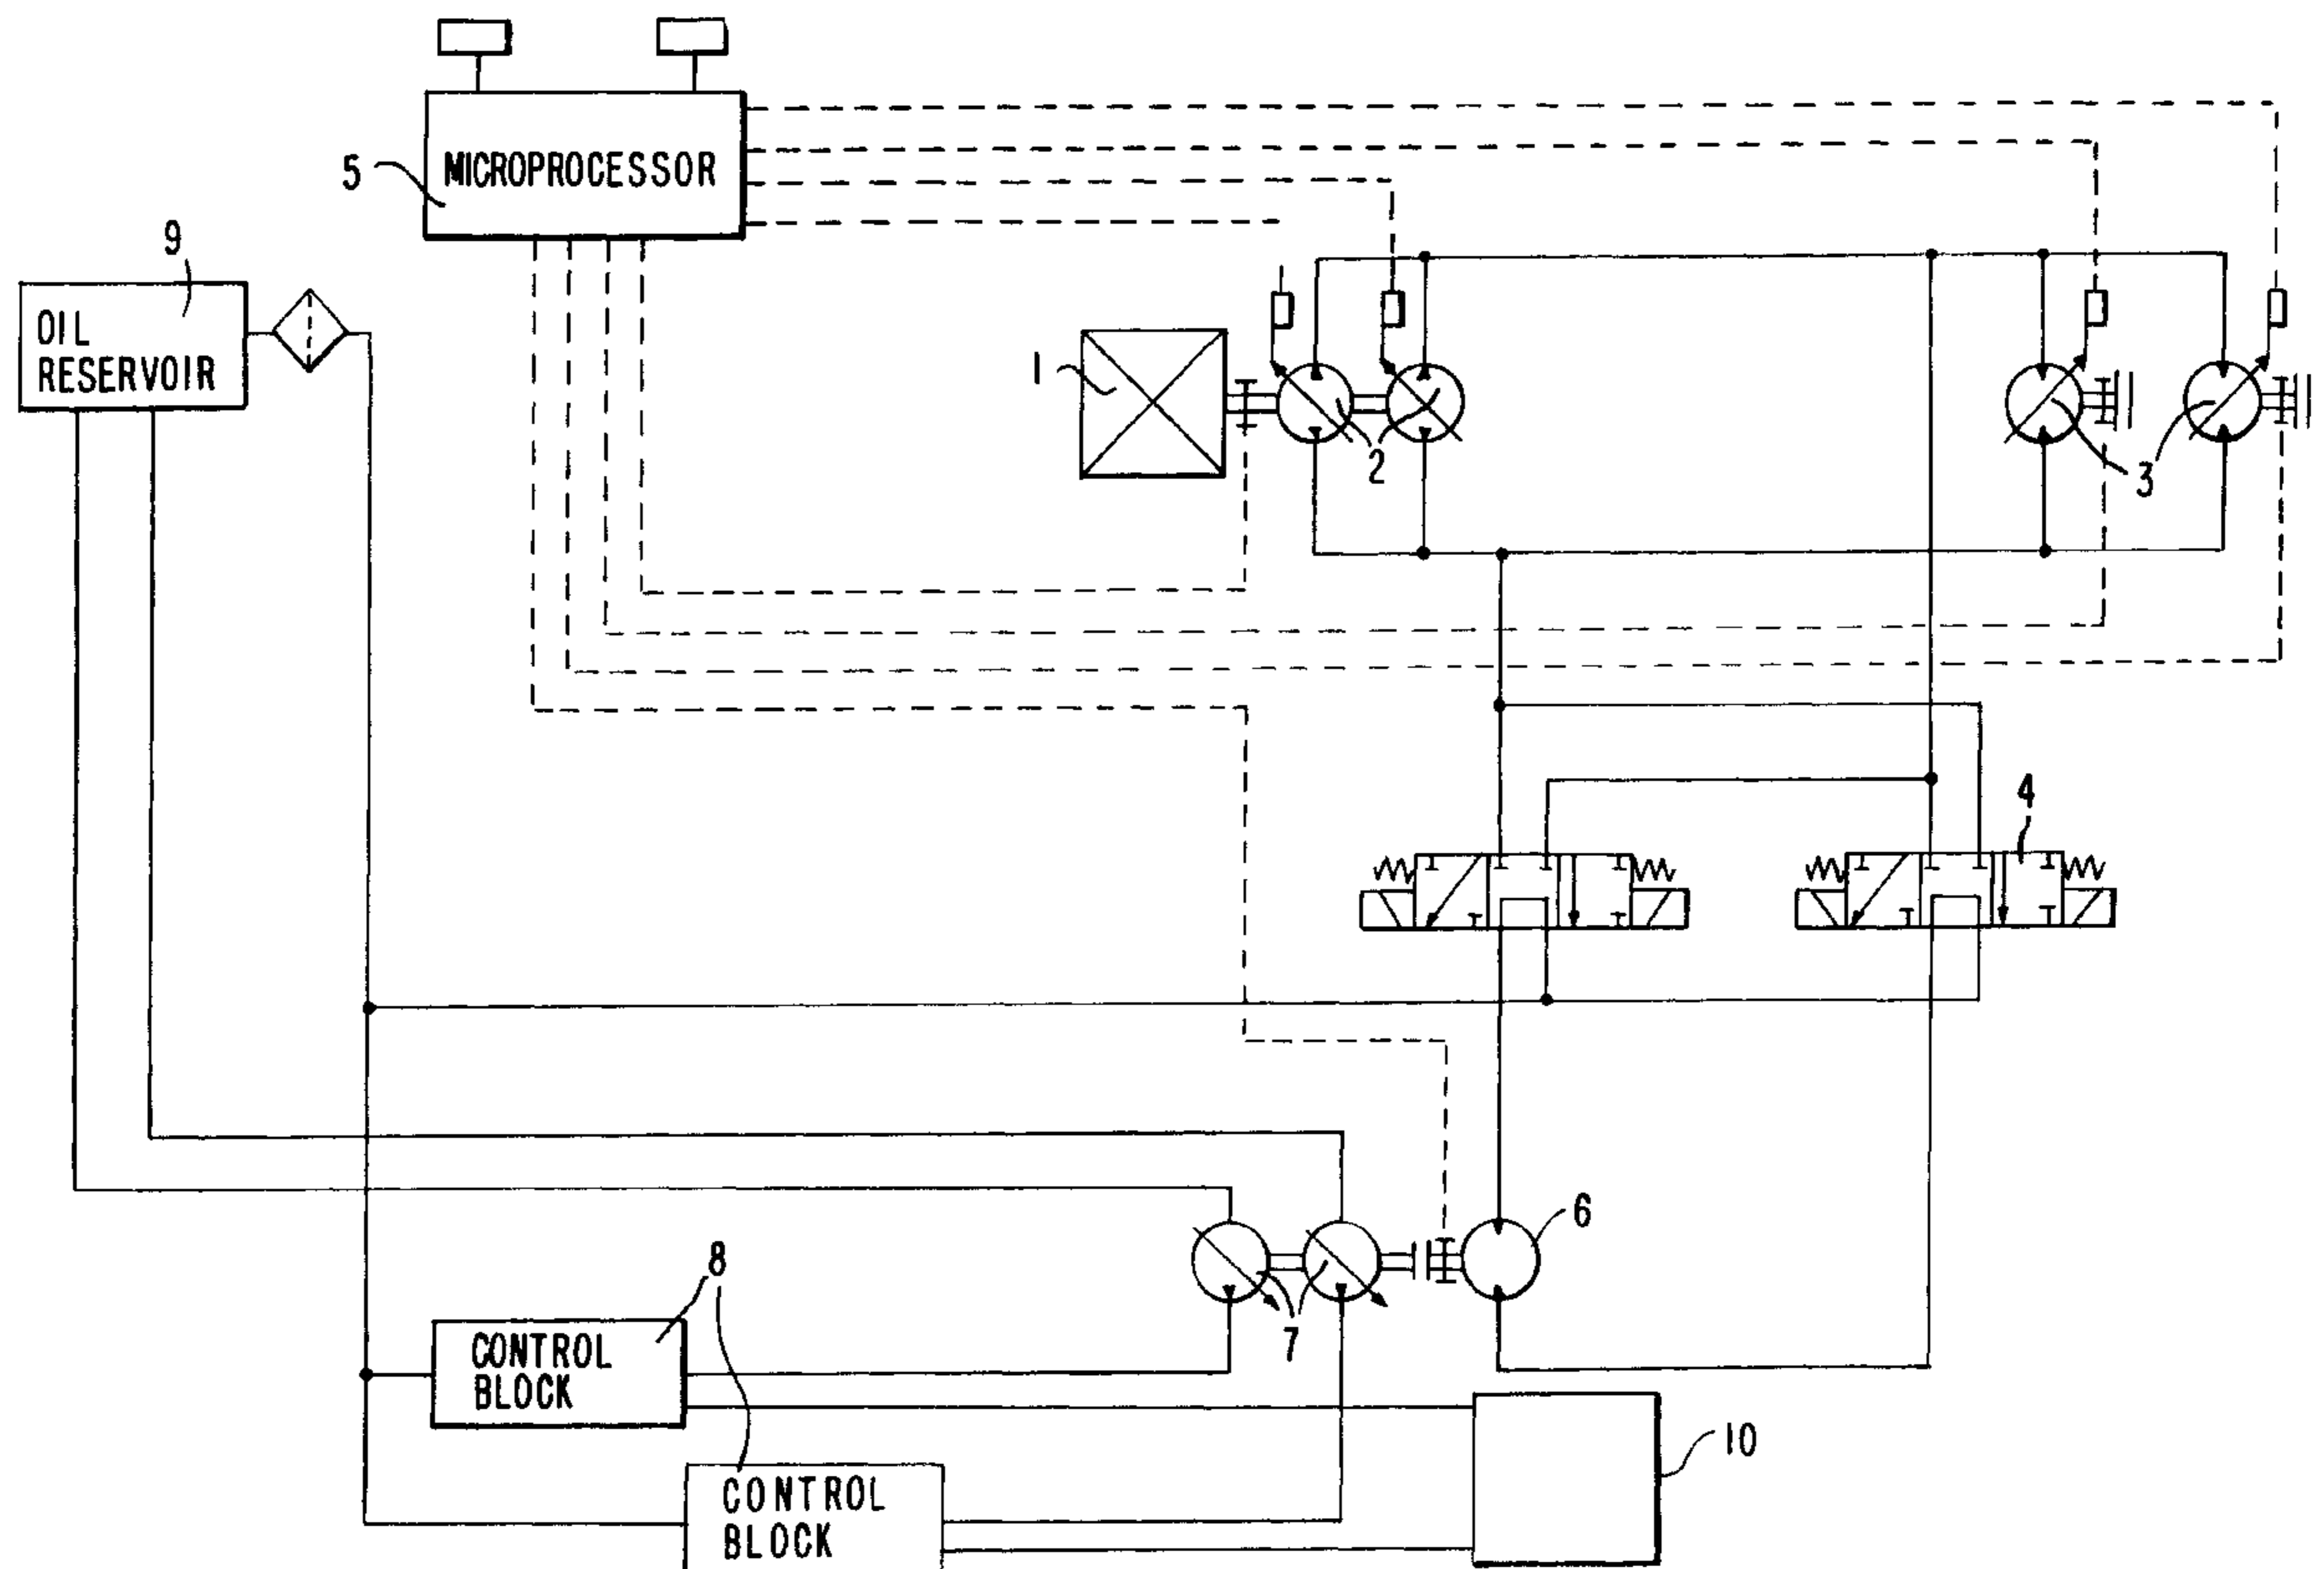 5
MICROPROCESSOR
9
OIL
RESERVOIR
1
2
3
4
6
7
8
CONTROL
BLOCK
CONTROL
BLOCK
10